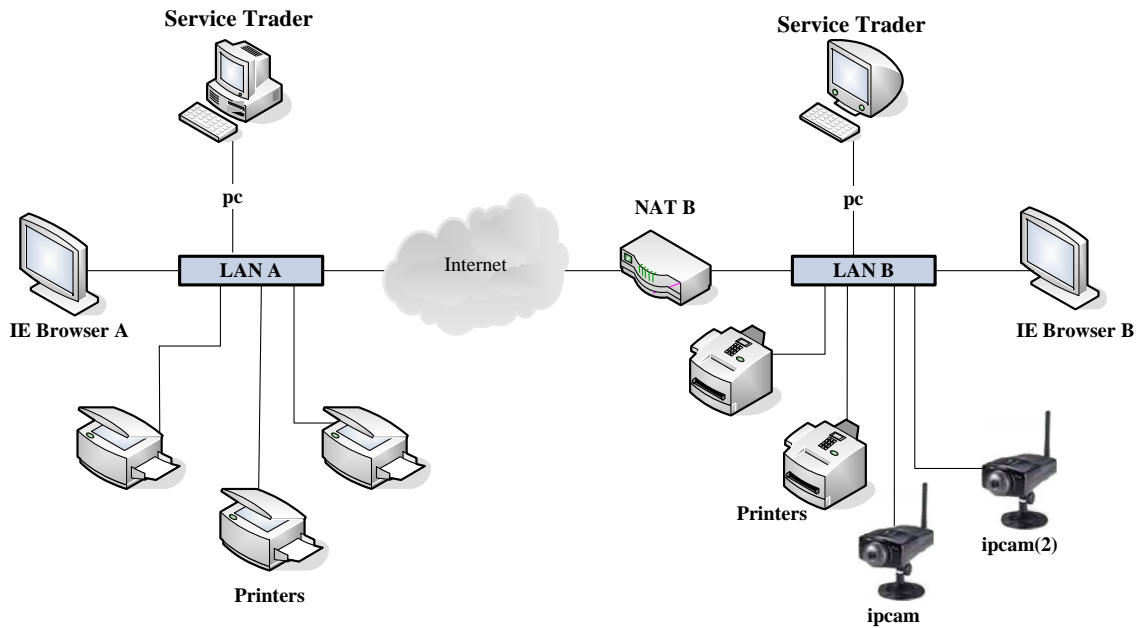 Service Trader
Service Trader
pc
pc
NAT B
LAN A
Internet
LAN B
IE Browser A
IE Browser B
Printers
ipcam(2)
Printers
ipcam